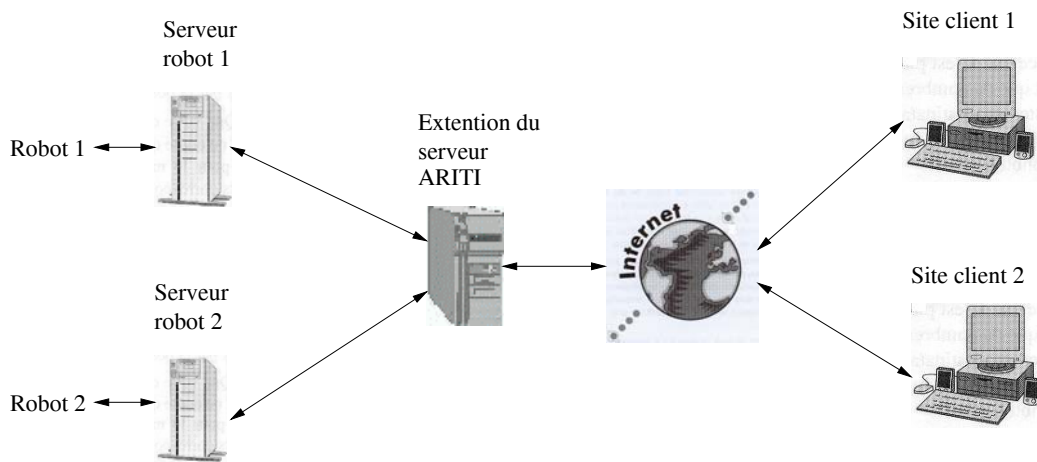 Serveur
robot 1
Robot 1
Extention du
serveur
ARITI
Internet
Site client 1
Serveur
robot 2
Robot 2
Site client 2